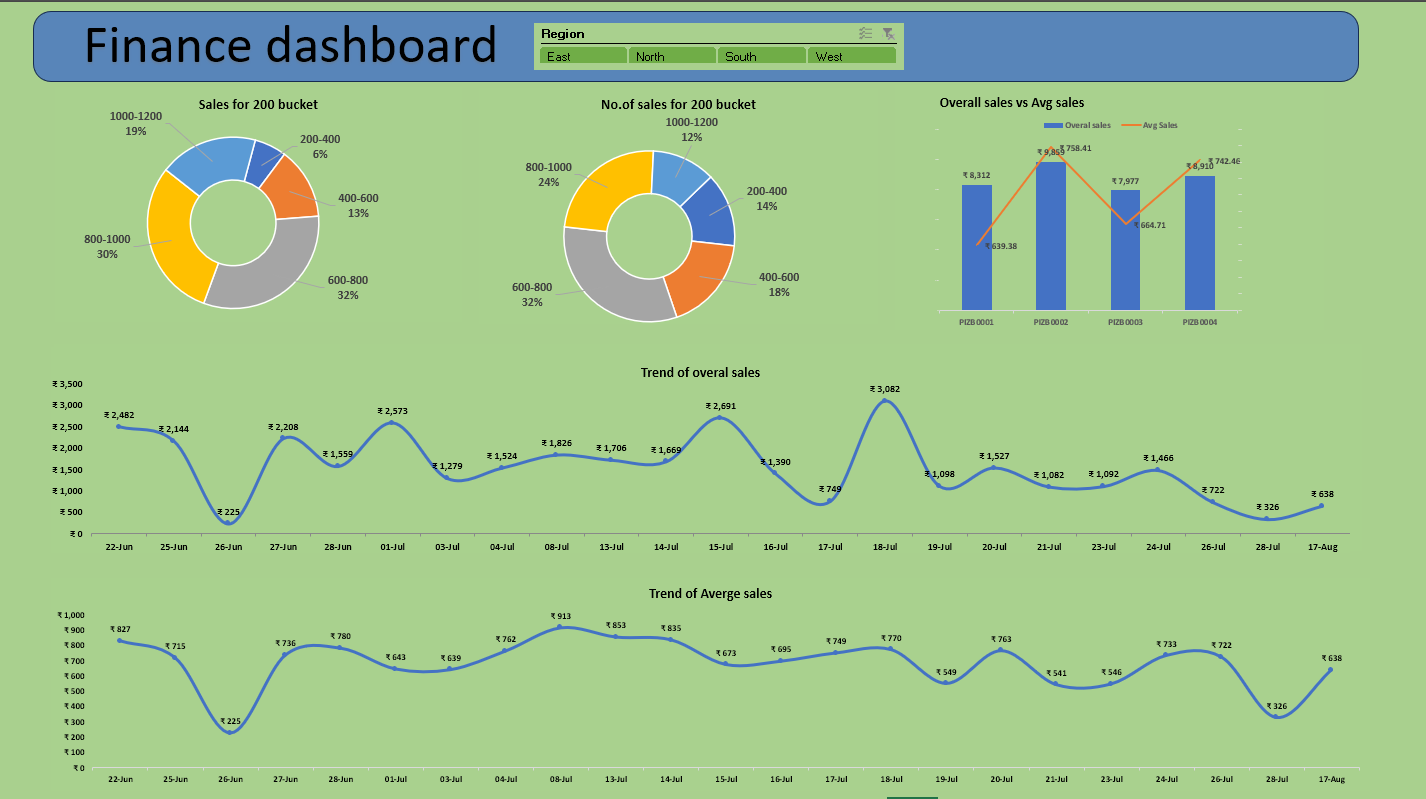 Finance dashboard
Region
East North South West
Sales for 200 bucket
1000-1200
19%
200-400
6%
400-600
13%
800-1000
30%
600-800
32%
No.of sales for 200 bucket
1000-1200
12%
800-1000
24%
200-400
14%
400-600
18%
600-800
32%
Overall sales vs Avg sales
Overal sales Avg Sales
₹ 9,859 ₹ 758.41
₹ 8,910 ₹ 742.46
₹ 8,312 ₹ 7,977
₹ 664.71
₹ 639.38
PIZB0001 PIZB0002 PIZB0003 PIZB0004
Trend of overal sales
₹ 3,500
₹ 3,000
₹ 2,500
₹ 2,000
₹ 1,500
₹ 1,000
₹ 500
₹ 0
₹ 2,482 ₹ 2,144 ₹ 225 ₹ 2,208 ₹ 1,559 ₹ 2,573 ₹ 1,279 ₹ 1,524 ₹ 1,826 ₹ 1,706 ₹ 1,669 ₹ 2,691 ₹ 1,390 ₹ 749 ₹ 3,082 ₹ 1,098 ₹ 1,527 ₹ 1,082 ₹ 1,092 ₹ 1,466 ₹ 722 ₹ 326 ₹ 638
22-Jun 25-Jun 26-Jun 27-Jun 28-Jun 01-Jul 03-Jul 04-Jul 08-Jul 13-Jul 14-Jul 15-Jul 16-Jul 17-Jul 18-Jul 19-Jul 20-Jul 21-Jul 23-Jul 24-Jul 26-Jul 28-Jul 17-Aug
Trend of Averge sales
₹ 1,000
₹ 900
₹ 800
₹ 700
₹ 600
₹ 500
₹ 400
₹ 300
₹ 200
₹ 100
₹ 0
₹ 827 ₹ 715 ₹ 225 ₹ 736 ₹ 780 ₹ 643 ₹ 639 ₹ 762 ₹ 913 ₹ 853 ₹ 835 ₹ 673 ₹ 695 ₹ 749 ₹ 770 ₹ 549 ₹ 763 ₹ 541 ₹ 546 ₹ 733 ₹ 722 ₹ 326 ₹ 638
22-Jun 25-Jun 26-Jun 27-Jun 28-Jun 01-Jul 03-Jul 04-Jul 08-Jul 13-Jul 14-Jul 15-Jul 16-Jul 17-Jul 18-Jul 19-Jul 20-Jul 21-Jul 23-Jul 24-Jul 26-Jul 28-Jul 17-Aug